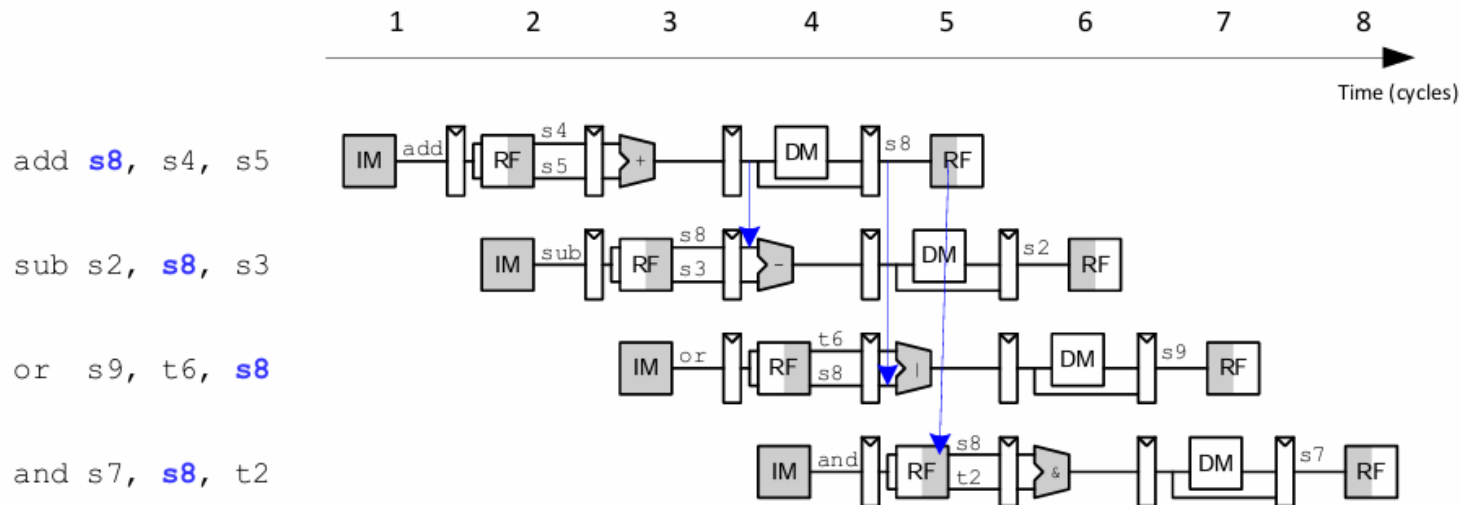 1 2 3 4 5 6 7 8
Time (cycles)
add s8, s4, s5
IM add RF s4 s5 + DM s8 RF
sub s2, s8, s3
IM sub RF s8 s3 - DM s2 RF
or s9, t6, s8
IM or RF t6 s8 | DM s9 RF
and s7, s8, t2
IM and RF s8 t2 & DM s7 RF